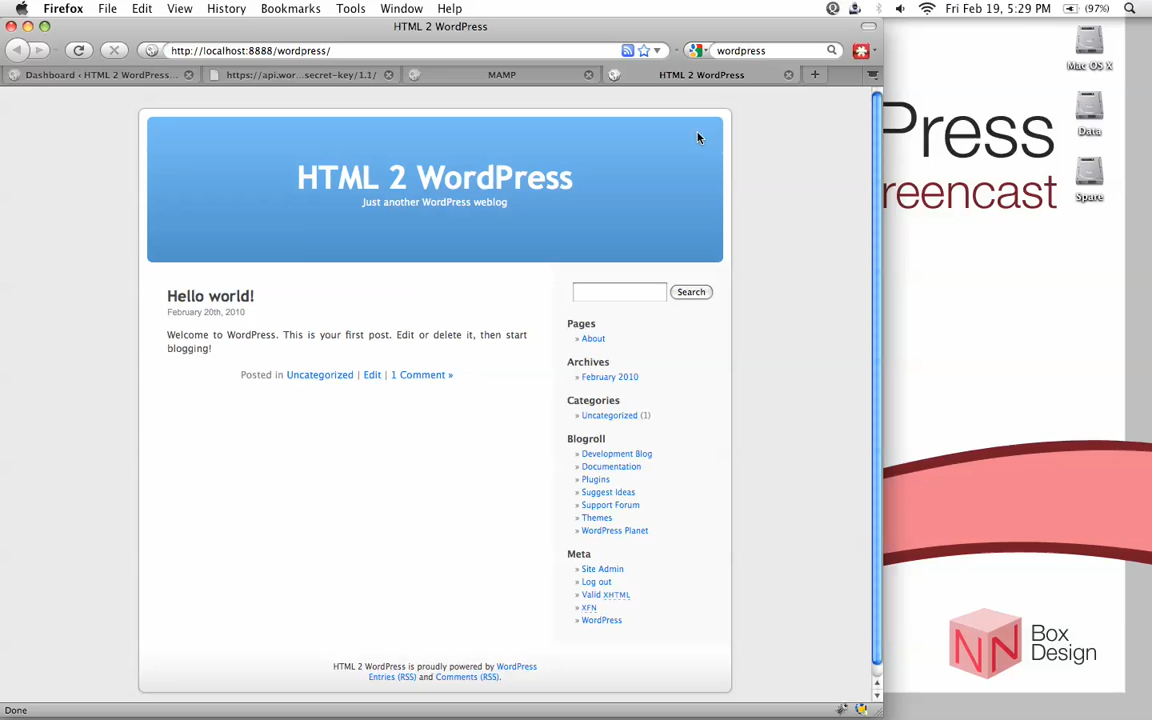 Firefox File Edit View History Bookmarks Tools Window Help (97%) Fri Feb 19, 5:29 PM
HTML 2 WordPress
http://localhost:8888/wordpress/ wordpress
Dashboard ‹ HTML 2 WordPress... https://api.wor...secret-key/1.1/ MAMP HTML 2 WordPress
Mac OS X
Data
Spare
Press
reencast
HTML 2 WordPress
Just another WordPress weblog
Hello world!
February 20th, 2010
Welcome to WordPress. This is your first post. Edit or delete it, then start
blogging!
Posted in Uncategorized | Edit | 1 Comment »
Search
Pages
» About
Archives
» February 2010
Categories
» Uncategorized (1)
Blogroll
» Development Blog
» Documentation
» Plugins
» Suggest Ideas
» Support Forum
» Themes
» WordPress Planet
Meta
» Site Admin
» Log out
» Valid XHTML
» XFN
» WordPress
HTML 2 WordPress is proudly powered by WordPress
Entries (RSS) and Comments (RSS).
NN Box
Design
Done